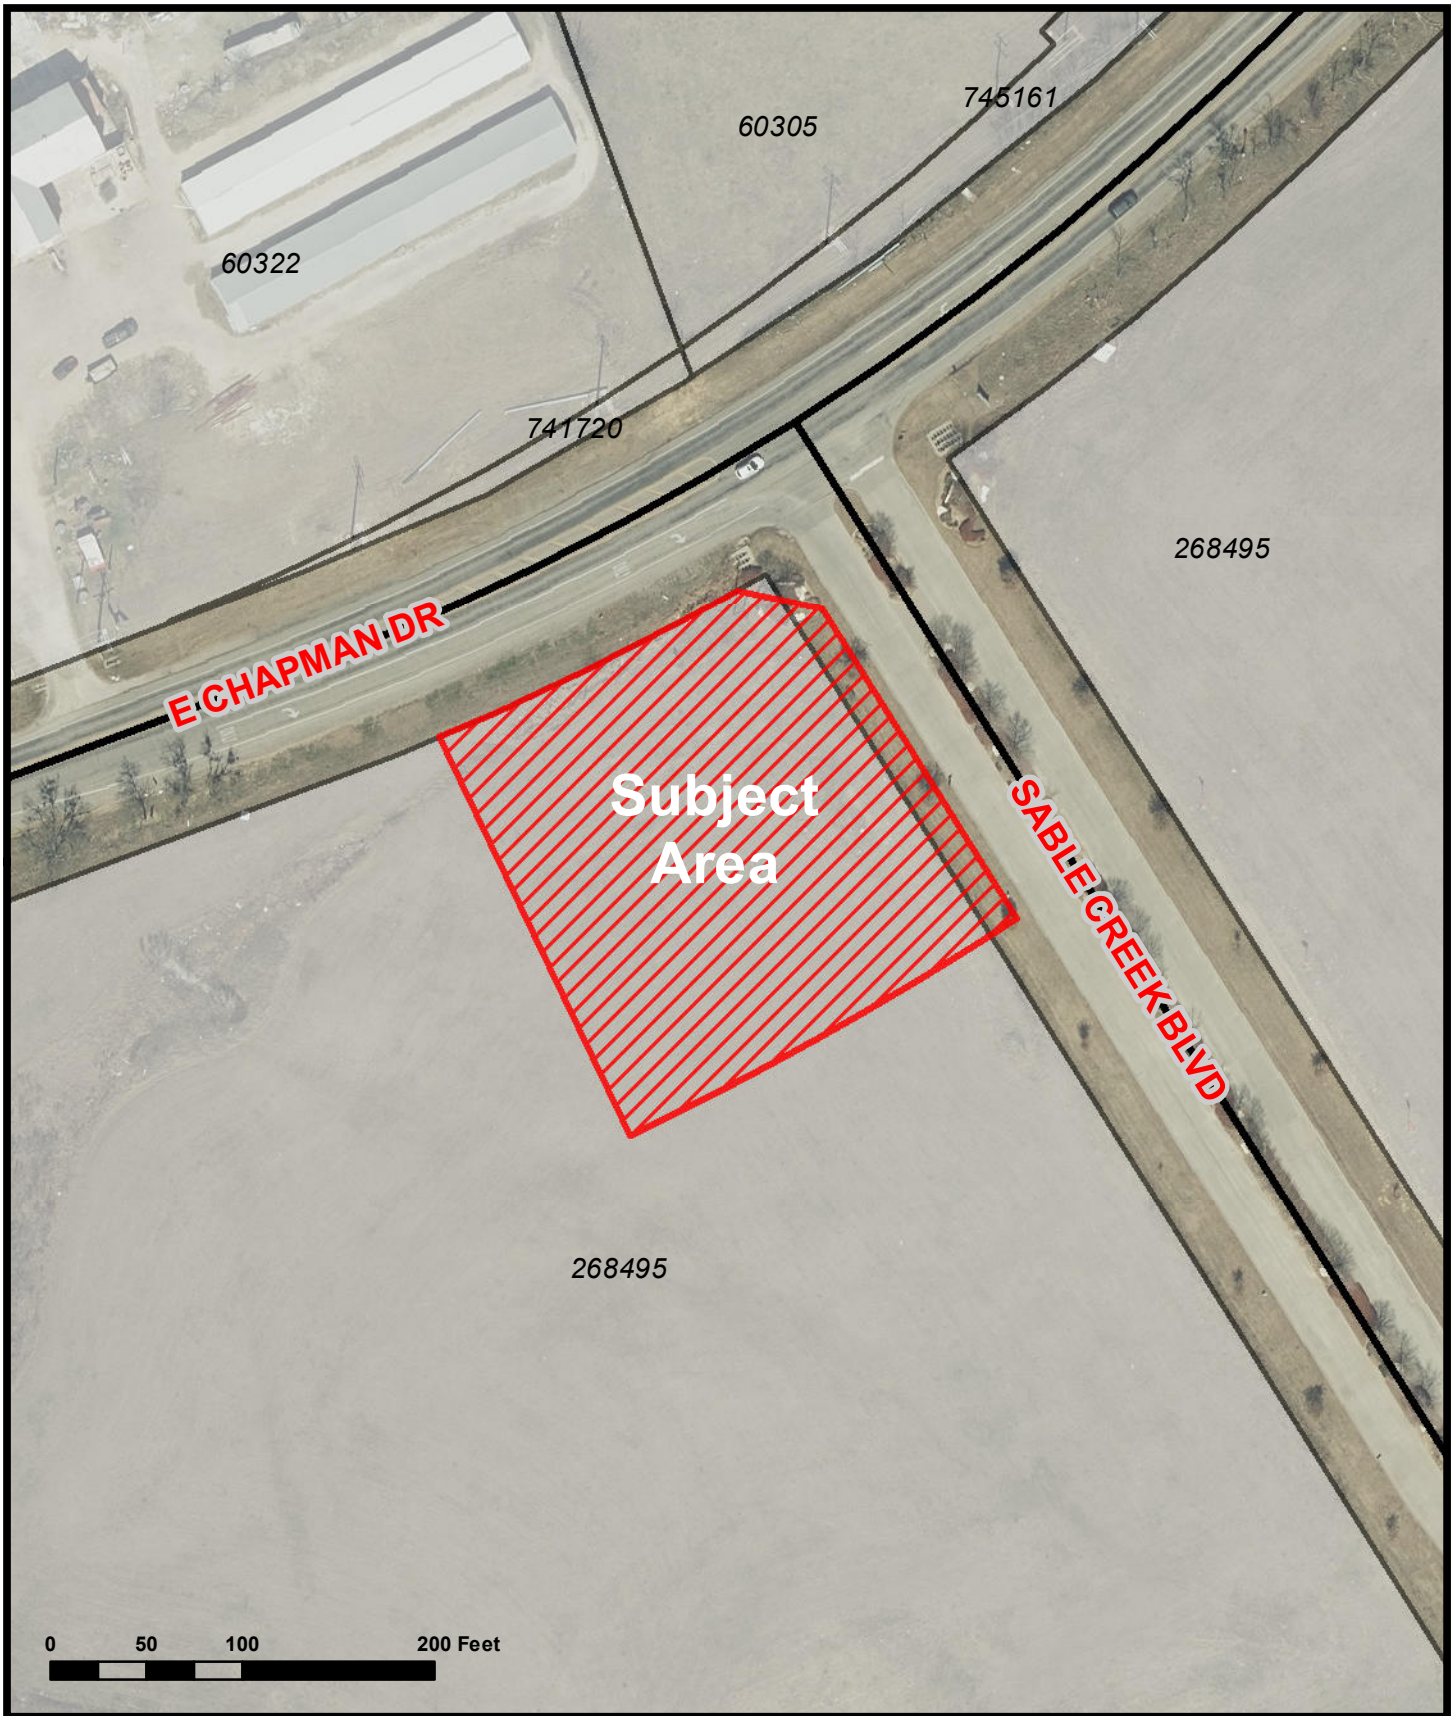 745161
60305
60322
741720
268495
E CHAPMAN DR
Subject
Area
SABLE CREEK BLVD
268495
0 50 100 200 Feet